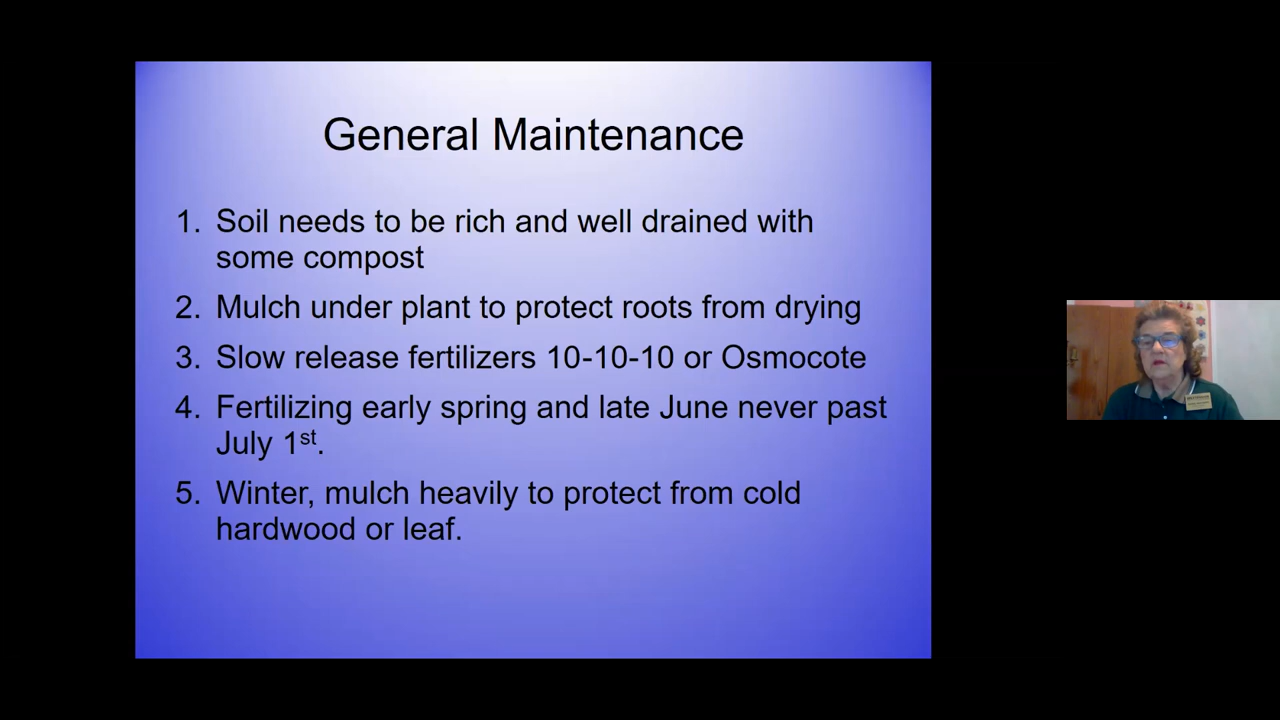 General Maintenance
1. Soil needs to be rich and well drained with
some compost
2. Mulch under plant to protect roots from drying
3. Slow release fertilizers 10-10-10 or Osmocote
4. Fertilizing early spring and late June never past
July 1st.
5. Winter, mulch heavily to protect from cold
hardwood or leaf.